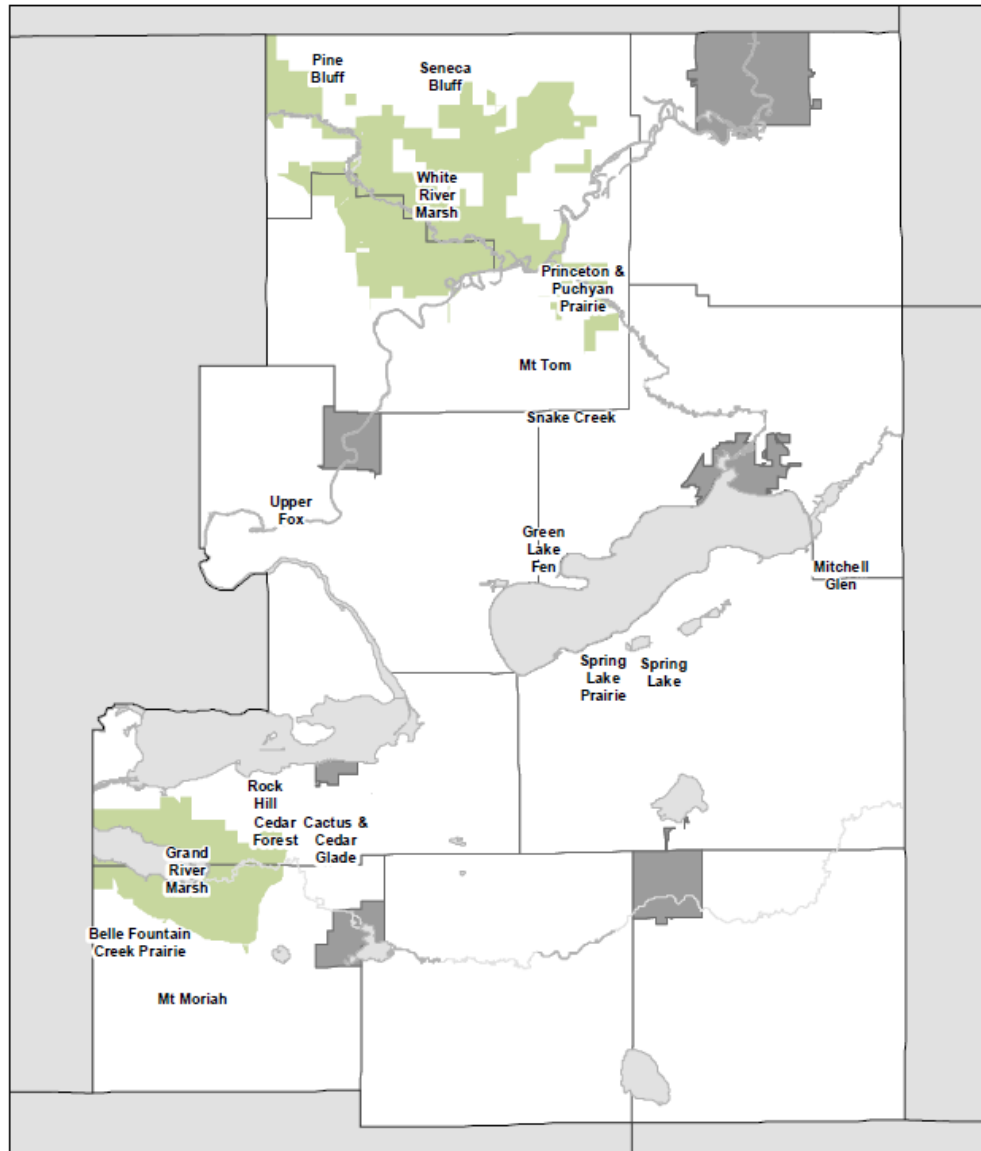 Pine
Bluff
Seneca
Bluff
White
River
Marsh
Princeton &
Puchyan
Prairie
Mt Tom
Snake Creek
Upper
Fox
Green
Lake
Fen
Mitchell
Glen
Spring
Lake
Prairie
Spring
Lake
Rock
Hill
Cedar
Forest
Cactus &
Cedar
Glade
Grand
River
Marsh
Belle Fountain
Creek Prairie
Mt Moriah